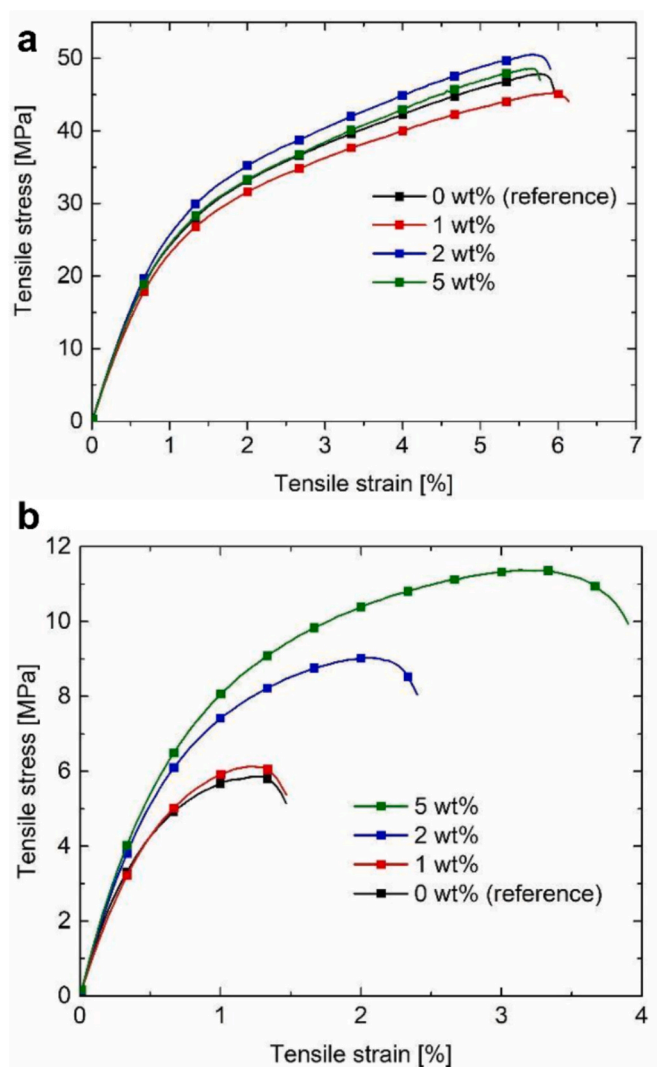 a
50
40
30
20
10
0
Tensile stress [MPa]
0 wt% (reference)
1 wt%
2 wt%
5 wt%
0 1 2 3 4 5 6 7
Tensile strain [%]
b
12
10
8
6
4
2
0
Tensile stress [MPa]
5 wt%
2 wt%
1 wt%
0 wt% (reference)
0 1 2 3 4
Tensile strain [%]